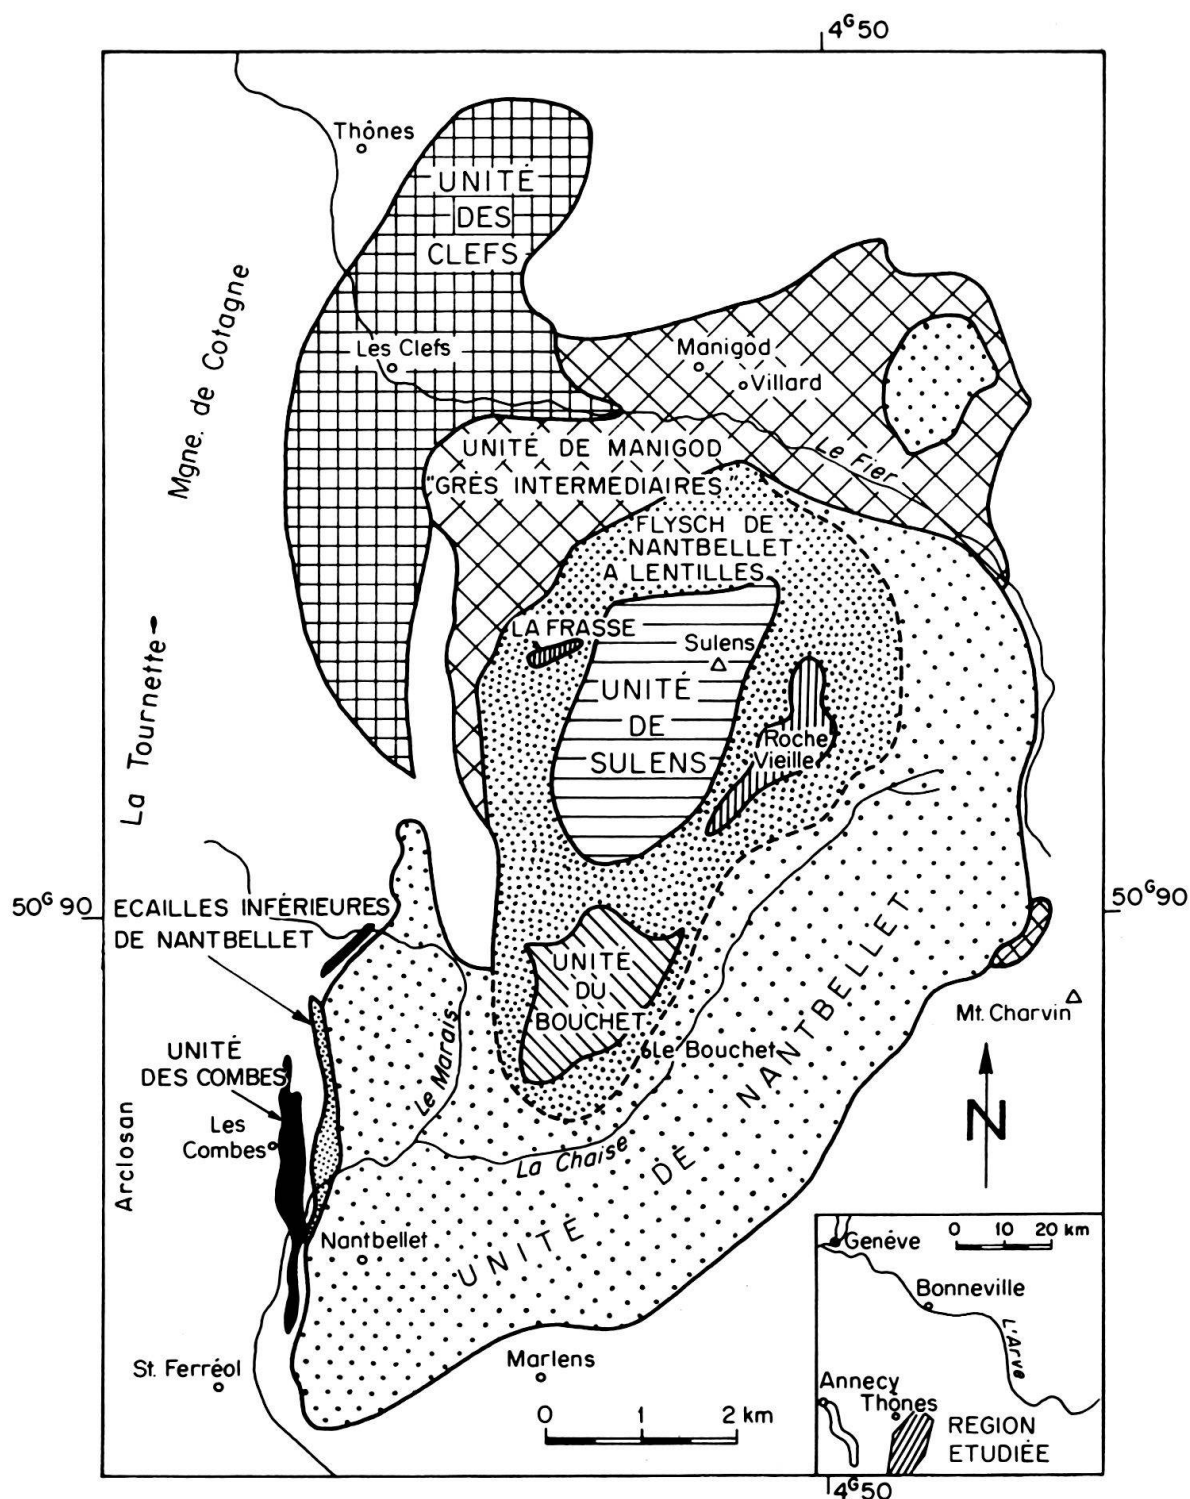 4ᴳ50
Thônes
UNITÉ
DES
CLEFS
Mgne. de Cotagne
Les Clefs
Manigod
Villard
UNITÉ DE MANIGOD
"GRÈS INTERMÉDIAIRES"
Le Fier
FLYSCH DE
NANTBELLET
A LENTILLES
LA FRASSE
Sulens
UNITÉ
DE
SULENS
Roche
Vieille
La Tournette
50ᴳ90
ECAILLES INFÉRIEURES
DE NANTBELLET
50ᴳ90
UNITÉ
DU
BOUCHET
Mt. Charvin
UNITÉ
DES COMBES
Le Marais
Le Bouchet
Les
Combes
La Chaise
Arclosan
UNITÉ DE NANTBELLET
N
Nantbellet
St. Ferréol
Marlens
0 1 2 km
0 10 20 km
Genève
Bonneville
L'Arve
Annecy
Thônes
REGION
ETUDIÉE
4ᴳ50